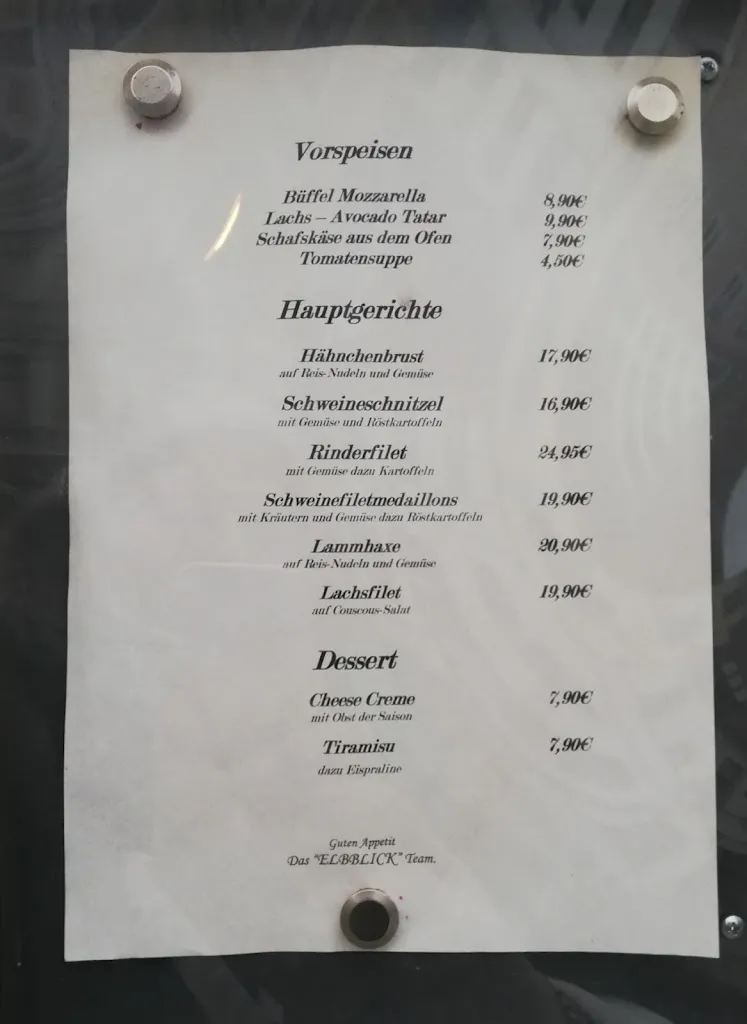 Vorspeisen
Büffel Mozzarella 8,90€
Lachs – Avocado Tatar 9,90€
Schafskäse aus dem Ofen 7,90€
Tomatensuppe 4,50€
Hauptgerichte
Hähnchenbrust 17,90€
auf Reis-Nudeln und Gemüse
Schweineschnitzel 16,90€
mit Gemüse und Röstkartoffeln
Rinderfilet 24,95€
mit Gemüse dazu Kartoffeln
Schweinefiletmedaillons 19,90€
mit Kräutern und Gemüse dazu Röstkartoffeln
Lammhaxe 20,90€
auf Reis-Nudeln und Gemüse
Lachsfilet 19,90€
auf Couscous-Salat
Dessert
Cheese Creme 7,90€
mit Obst der Saison
Tiramisu 7,90€
dazu Eispraline
Guten Appetit
Das "ELBBLICK" Team.